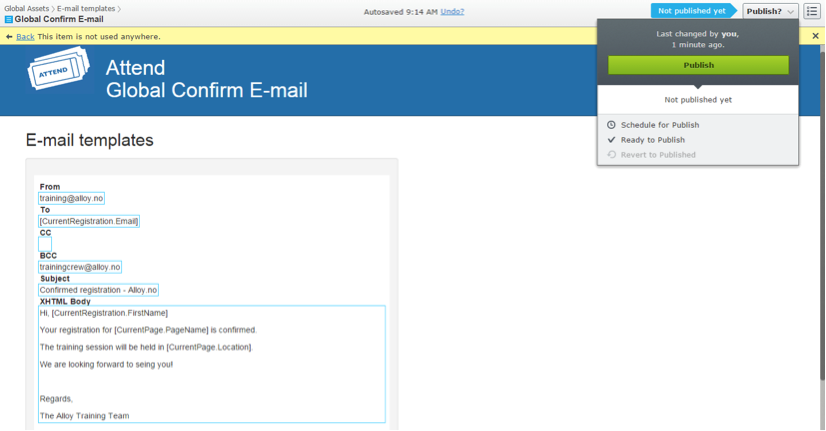 Global Assets > E-mail templates >
Global Confirm E-mail
Autosaved 9:14 AM Undo?
Not published yet
Publish?
Back This item is not used anywhere.
Last changed by you,
1 minute ago.
Publish
Not published yet
Schedule for Publish
Ready to Publish
Revert to Published
ATTEND
Attend
Global Confirm E-mail
E-mail templates
From
training@alloy.no
To
[CurrentRegistration.Email]
CC
BCC
trainingcrew@alloy.no
Subject
Confirmed registration - Alloy.no
XHTML Body
Hi, [CurrentRegistration.FirstName]
Your registration for [CurrentPage.PageName] is confirmed.
The training session will be held in [CurrentPage.Location].
We are looking forward to seing you!
Regards,
The Alloy Training Team